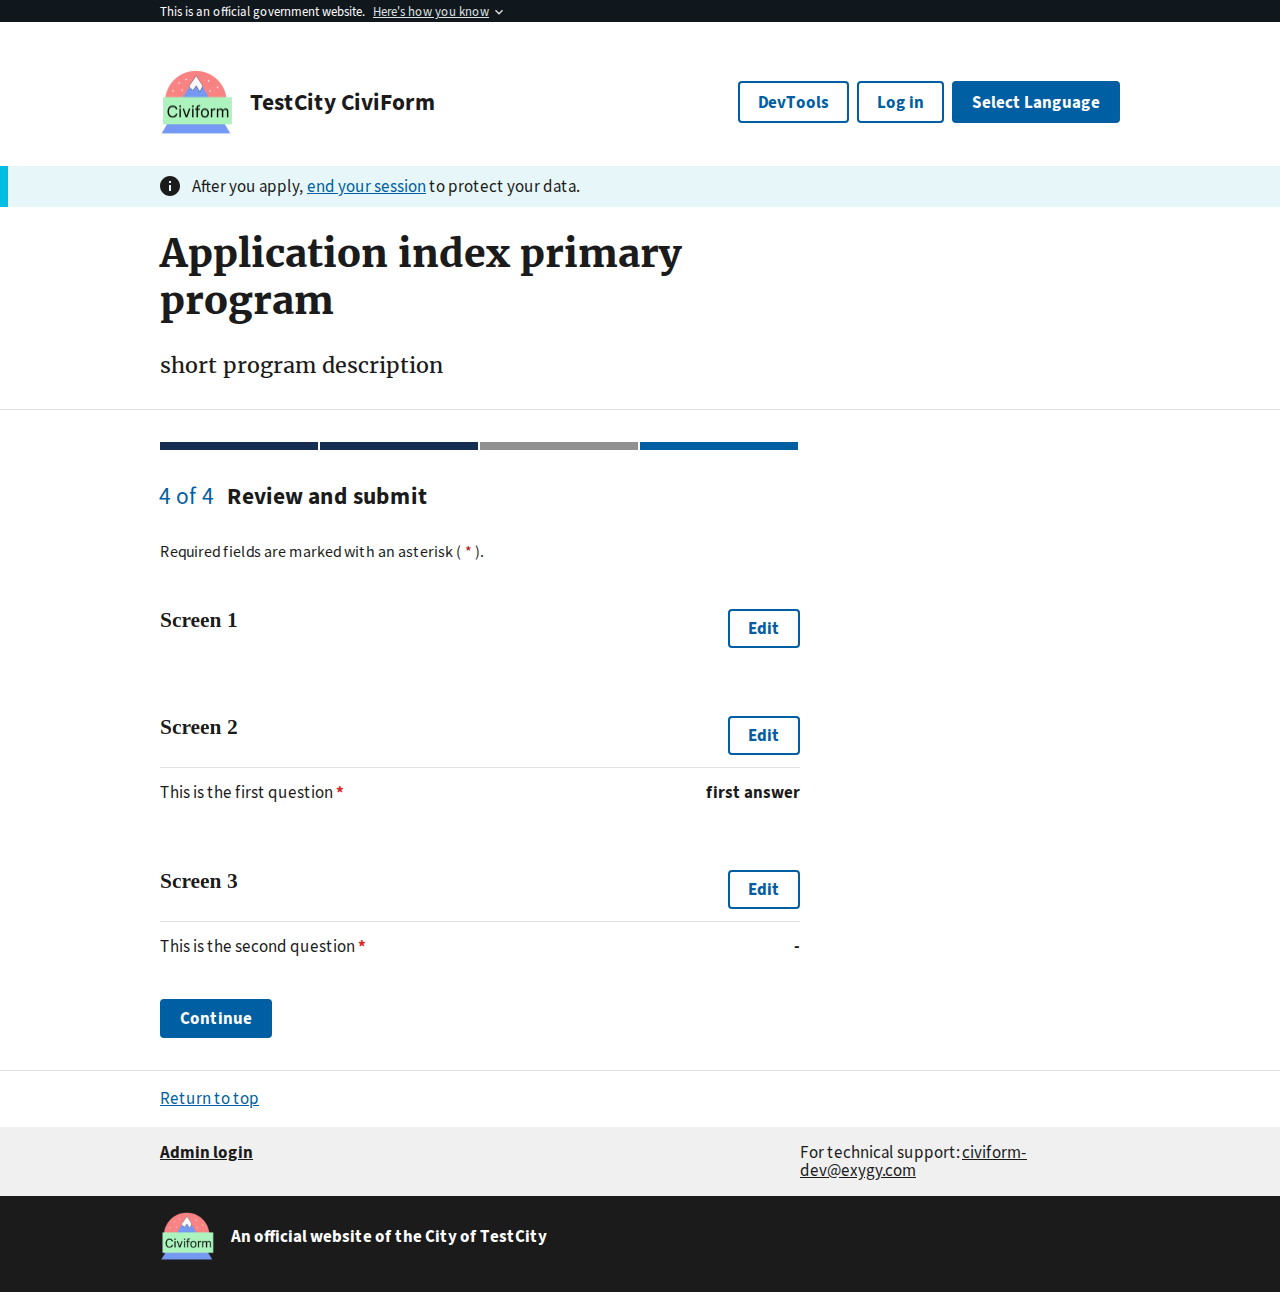 This is an official government website. Here's how you know
Civiform
TestCity CiviForm
DevTools
Log in
Select Language
After you apply, end your session to protect your data.
Application index primary
program
short program description
4 of 4 Review and submit
Required fields are marked with an asterisk ( * ).
Screen 1
Edit
Screen 2
Edit
This is the first question *
first answer
Screen 3
Edit
This is the second question *
-
Continue
Return to top
Admin login
For technical support: civiform-
dev@exygy.com
Civiform
An official website of the City of TestCity